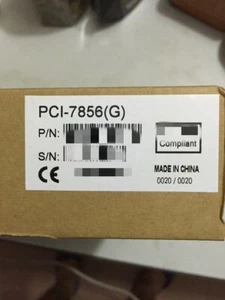 PCI-7856(G)
P/N:
S/N:
Compliant
CE
MADE IN CHINA
0020 / 0020